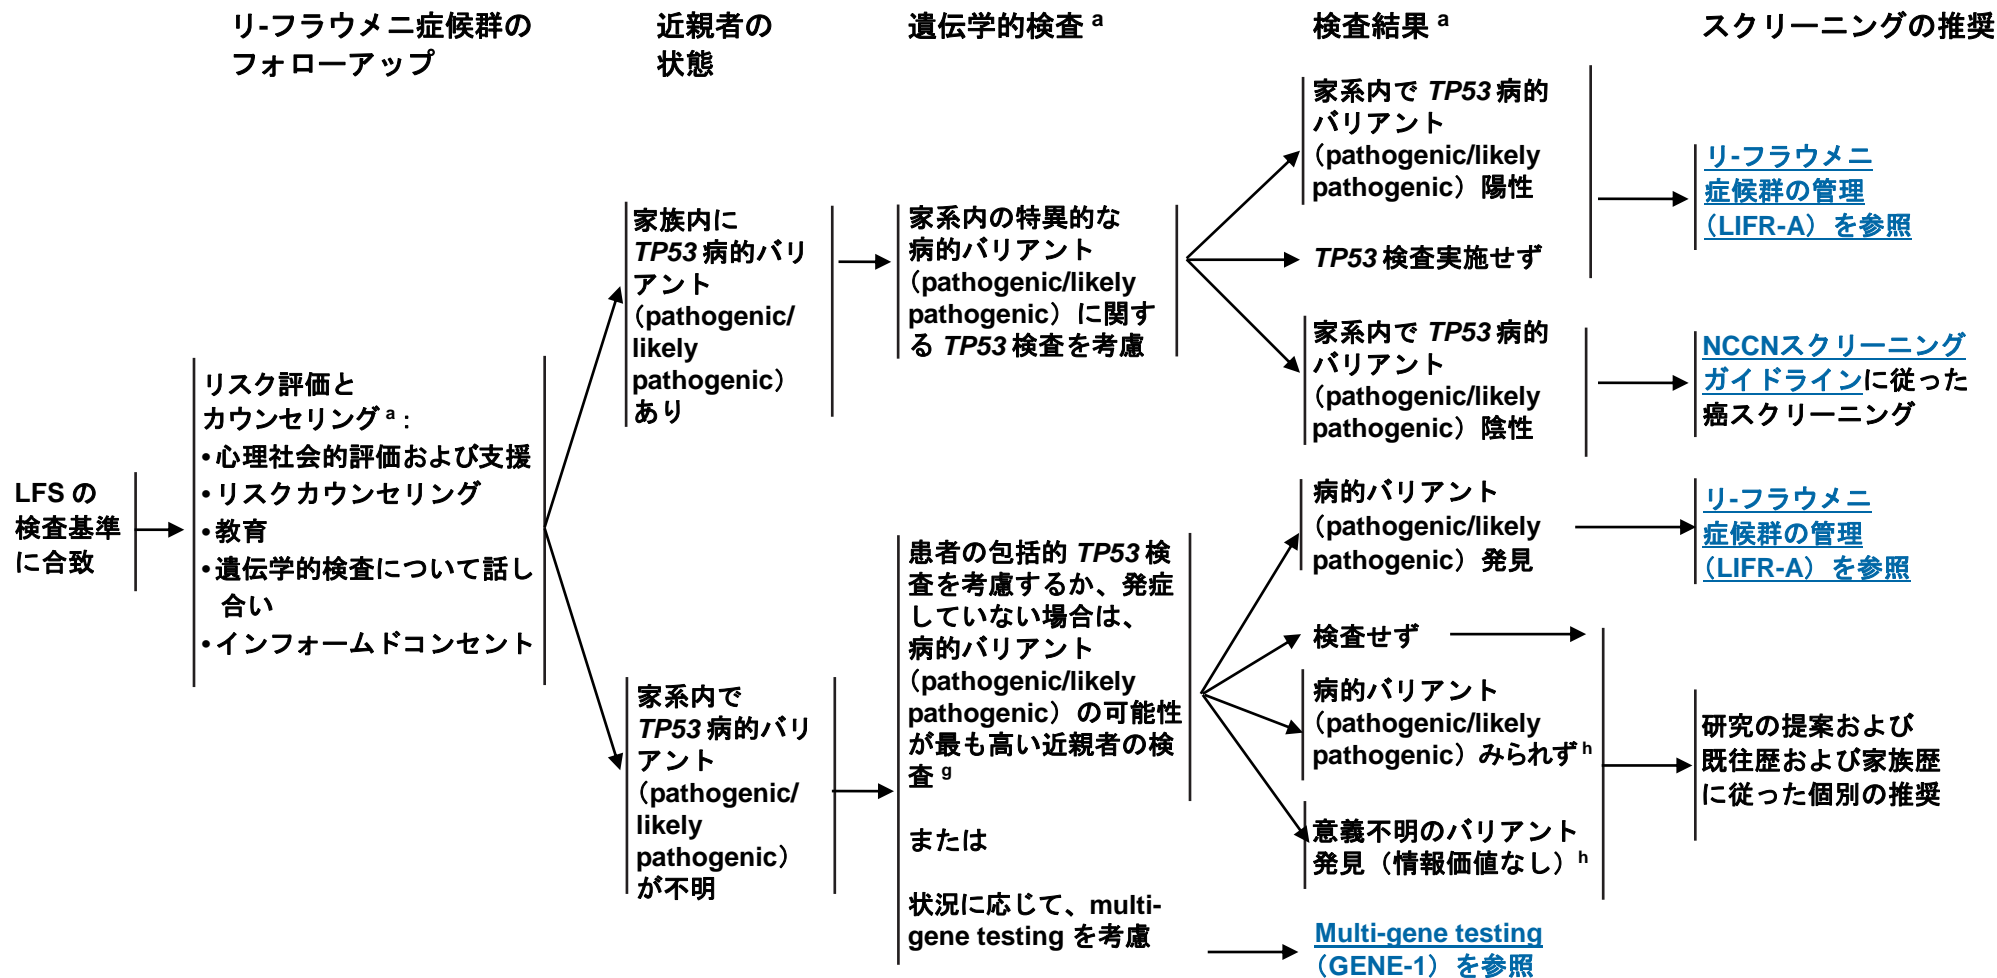 リ-フラウメニ症候群の
フォローアップ
近親者の
状態
遺伝学的検査 a
検査結果 a
スクリーニングの推奨
LFS の
検査基準
に合致
リスク評価と
カウンセリング a：
•心理社会的評価および支援
•リスクカウンセリング
•教育
•遺伝学的検査について話し
合い
•インフォームドコンセント
家族内に
TP53 病的バリ
アント
（pathogenic/
likely
pathogenic）
あり
家系内の特異的な
病的バリアント
（pathogenic/likely
pathogenic）に関す
る TP53 検査を考慮
家系内で TP53 病的
バリアント
（pathogenic/likely
pathogenic）陽性
TP53 検査実施せず
リ-フラウメニ
症候群の管理
（LIFR-A）を参照
家系内で TP53 病的
バリアント
（pathogenic/likely
pathogenic）陰性
NCCNスクリーニング
ガイドラインに従った
癌スクリーニング
家系内で
TP53 病的バリ
アント
（pathogenic/
likely
pathogenic）
が不明
患者の包括的 TP53 検
査を考慮するか、発症
していない場合は、
病的バリアント
（pathogenic/likely
pathogenic）の可能性
が最も高い近親者の検
査 g
または
状況に応じて、multi-
gene testing を考慮
病的バリアント
（pathogenic/likely
pathogenic）発見
リ-フラウメニ
症候群の管理
（LIFR-A）を参照
検査せず
病的バリアント
（pathogenic/likely
pathogenic）みられず h
意義不明のバリアント
発見（情報価値なし）h
研究の提案および
既往歴および家族歴
に従った個別の推奨
Multi-gene testing
（GENE-1）を参照